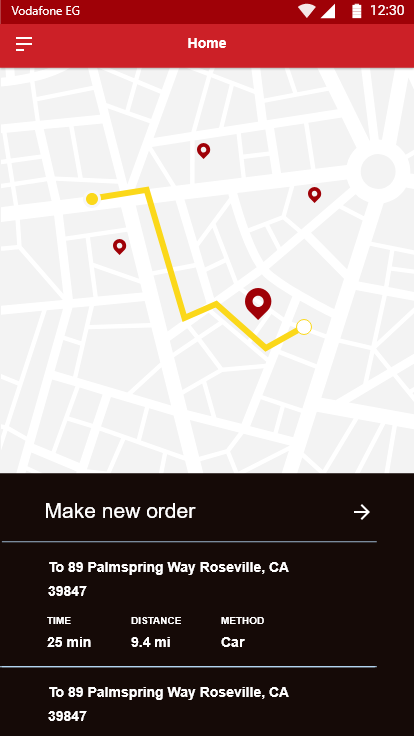 Vodafone EG 12:30
Home
Make new order
To 89 Palmspring Way Roseville, CA
39847
TIME DISTANCE METHOD
25 min 9.4 mi Car
To 89 Palmspring Way Roseville, CA
39847